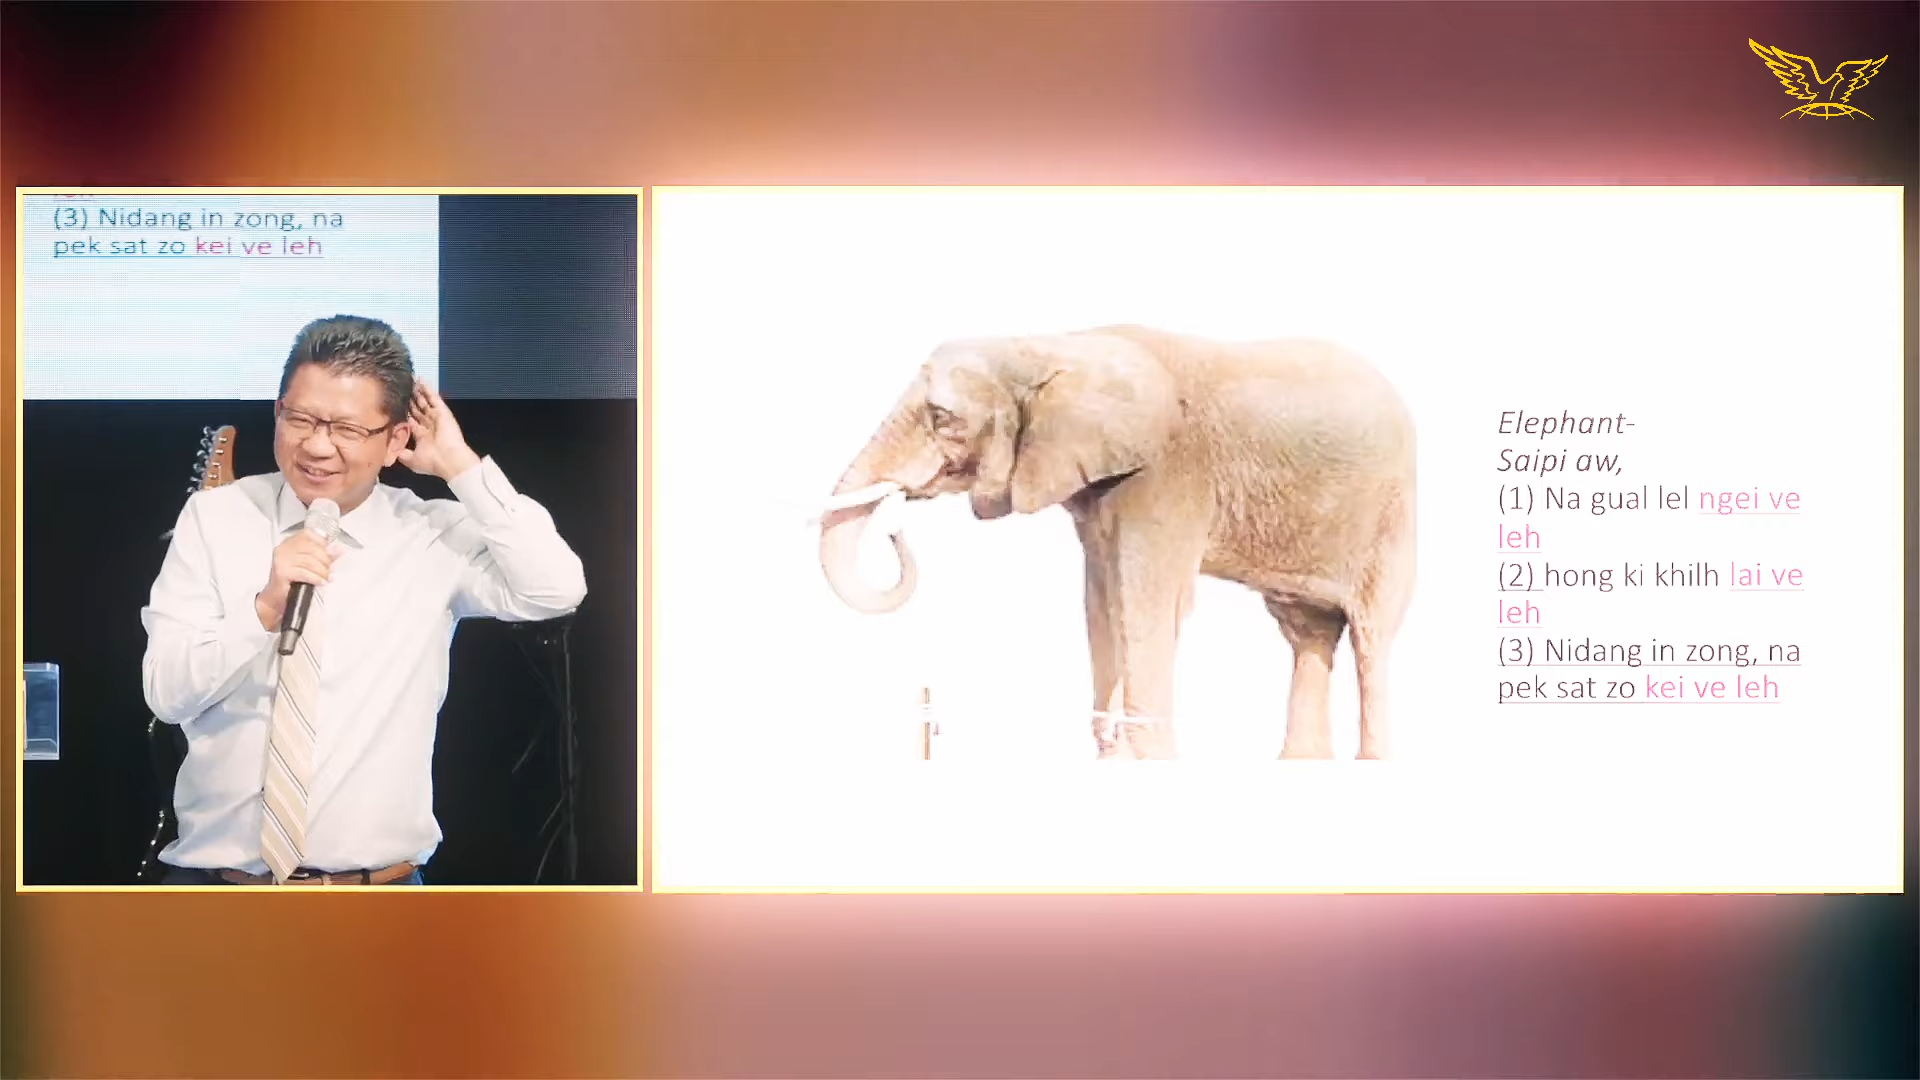 (3) Nidang in zong, na
pek sat zo kei ve leh
Elephant-
Saipi aw,
(1) Na gual lel ngei ve
leh
(2) hong ki khilh lai ve
leh
(3) Nidang in zong, na
pek sat zo kei ve leh